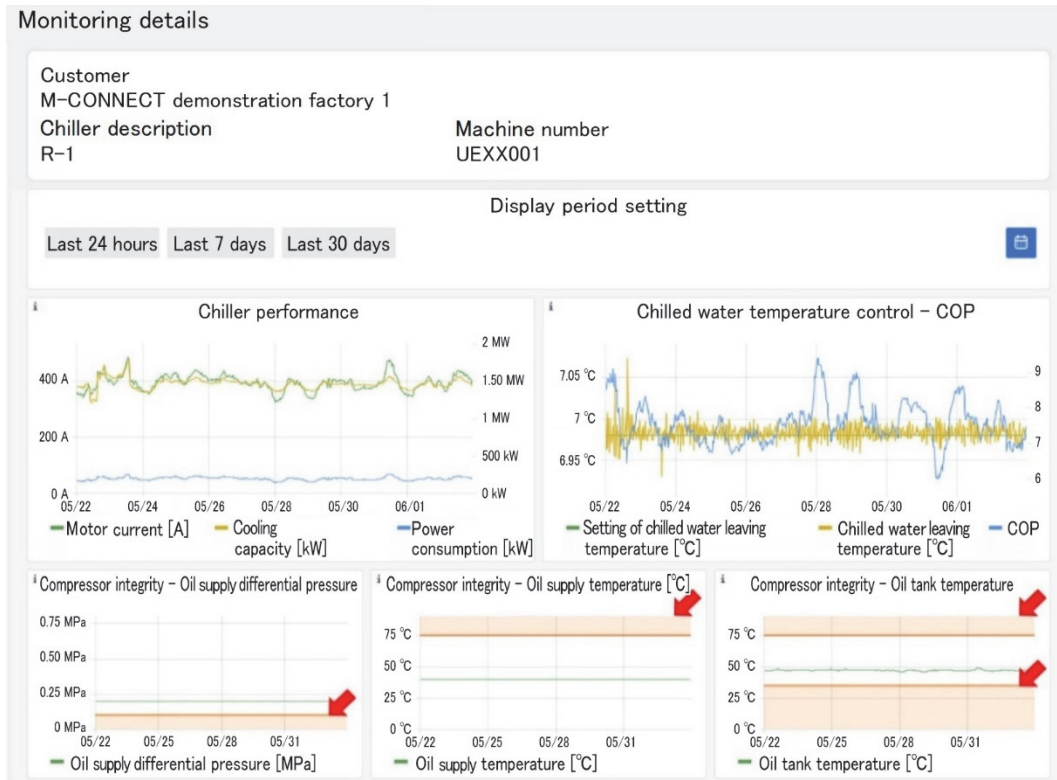 Monitoring details
Customer
M-CONNECT demonstration factory 1
Chiller description
R-1
Machine number
UEXX001
Display period setting
Last 24 hours
Last 7 days
Last 30 days
i
Chiller performance
400 A
200 A
0 A
2 MW
1.50 MW
1 MW
500 kW
0 kW
05/22 05/24 05/26 05/28 05/30 06/01
Motor current [A]
Cooling
capacity [kW]
Power
consumption [kW]
i
Chilled water temperature control - COP
7.05 °C
7 °C
6.95 °C
9
8
7
6
05/22 05/24 05/26 05/28 05/30 06/01
Setting of chilled water leaving
temperature [°C]
Chilled water leaving
temperature [°C]
COP
i
Compressor integrity - Oil supply differential pressure
0.75 MPa
0.50 MPa
0.25 MPa
0 MPa
05/22 05/25 05/28 05/31
Oil supply differential pressure [MPa]
i
Compressor integrity - Oil supply temperature [°C]
75 °C
50 °C
25 °C
0 °C
05/22 05/25 05/28 05/31
Oil supply temperature [°C]
i
Compressor integrity - Oil tank temperature
75 °C
50 °C
25 °C
0 °C
05/22 05/25 05/28 05/31
Oil tank temperature [°C]